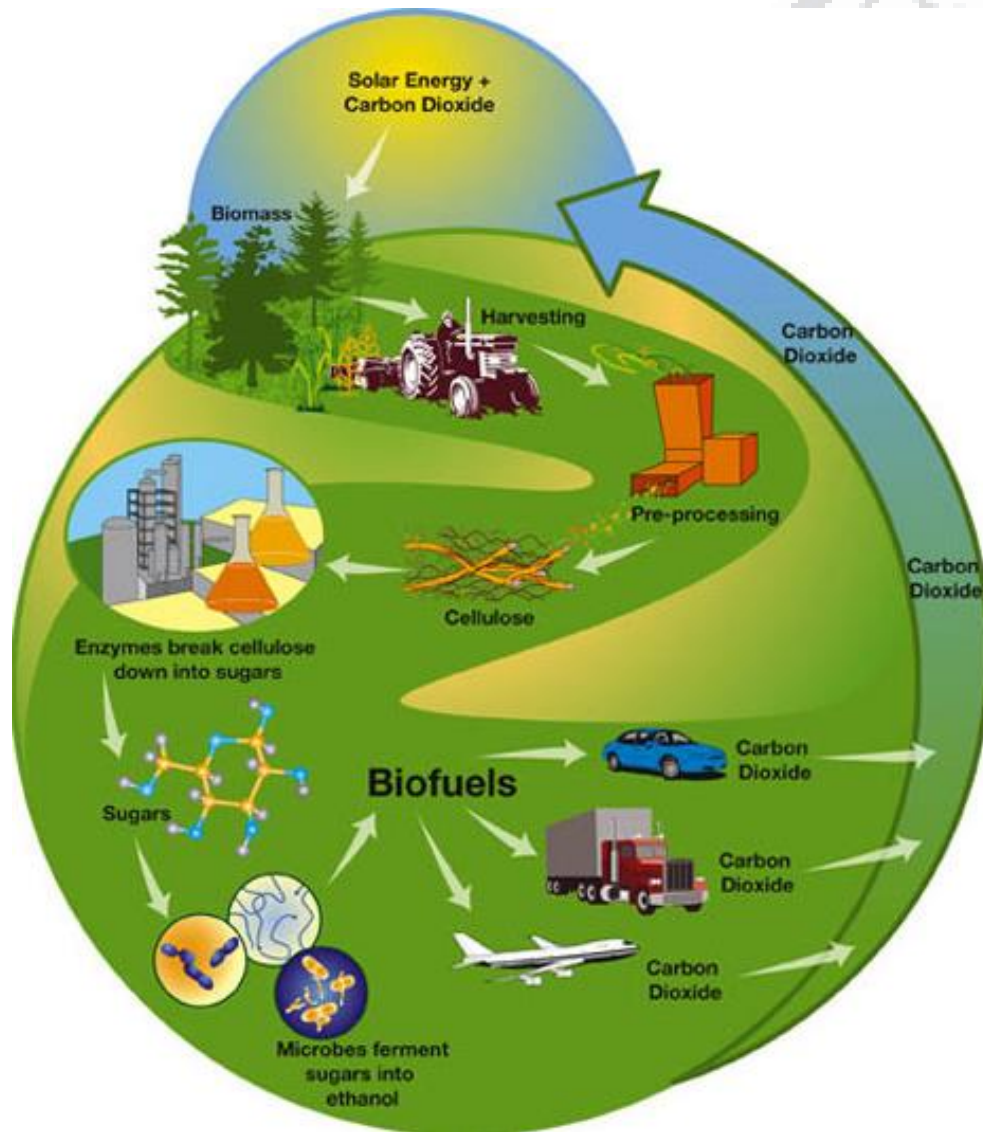 Solar Energy +
Carbon Dioxide
Biomass
Harvesting
Carbon
Dioxide
Pre-processing
Cellulose
Carbon
Dioxide
Enzymes break cellulose
down into sugars
Sugars
Biofuels
Carbon
Dioxide
Carbon
Dioxide
Carbon
Dioxide
Microbes ferment
sugars into
ethanol